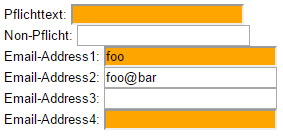 Pflichttext:
Non-Pflicht:
Email-Address1: foo
Email-Address2: foo@bar
Email-Address3:
Email-Address4: